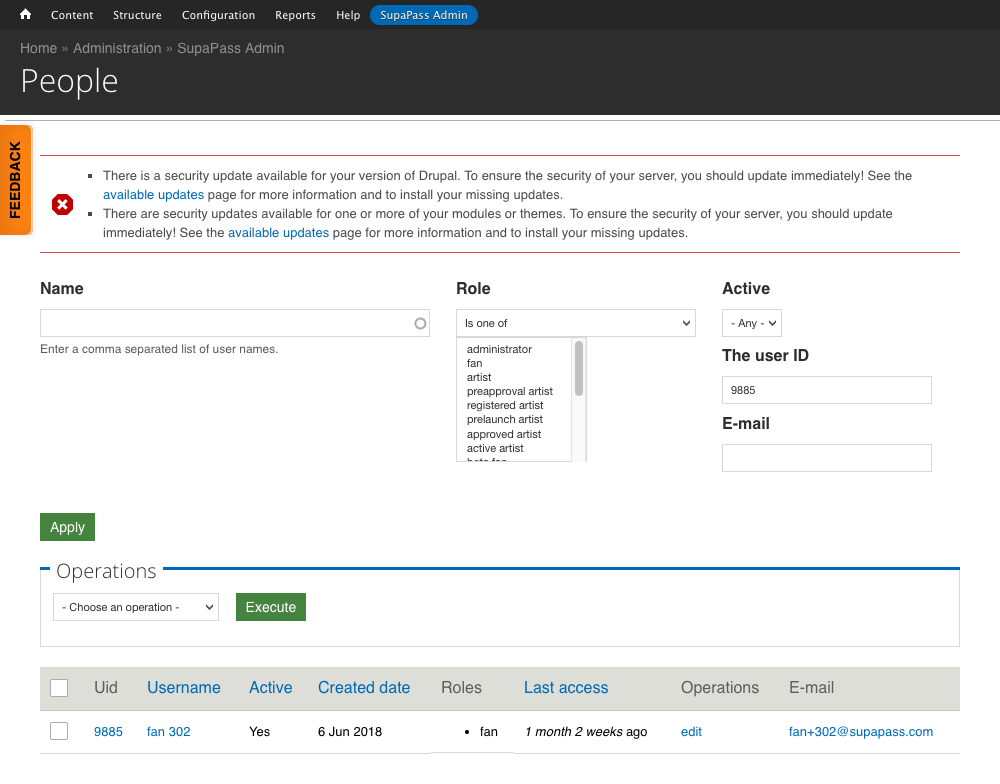 Content Structure Configuration Reports Help SupaPass Admin
Home » Administration » SupaPass Admin
People
FEEDBACK
There is a security update available for your version of Drupal. To ensure the security of your server, you should update immediately! See the
available updates page for more information and to install your missing updates.
There are security updates available for one or more of your modules or themes. To ensure the security of your server, you should update
immediately! See the available updates page for more information and to install your missing updates.
Name
Enter a comma separated list of user names.
Role
Is one of
administrator
fan
artist
preapproval artist
registered artist
prelaunch artist
approved artist
active artist
Active
- Any -
The user ID
9885
E-mail
Apply
Operations
- Choose an operation - Execute
Uid Username Active Created date Roles Last access Operations E-mail
9885 fan 302 Yes 6 Jun 2018 • fan 1 month 2 weeks ago edit fan+302@supapass.com